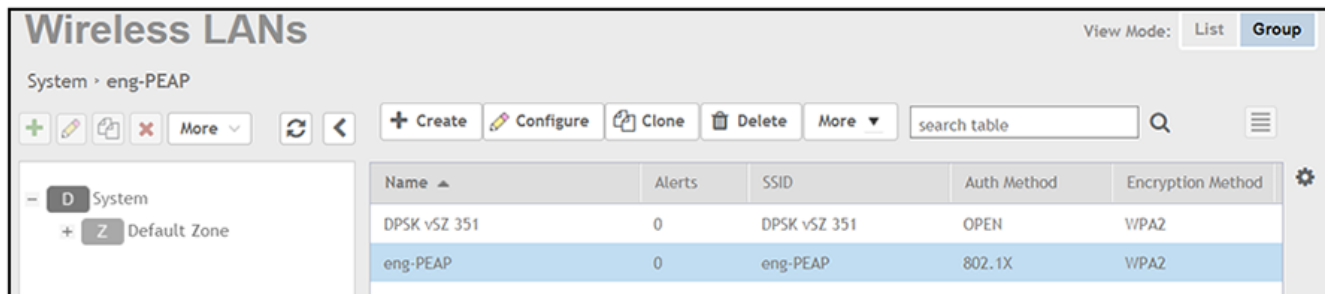 Wireless LANs
View Mode: List Group
System > eng-PEAP
More
+ Create Configure Clone Delete More ▼ search table
Name ▲ Alerts SSID Auth Method Encryption Method
D System
Z Default Zone
DPSK vSZ 351 0 DPSK vSZ 351 OPEN WPA2
eng-PEAP 0 eng-PEAP 802.1X WPA2